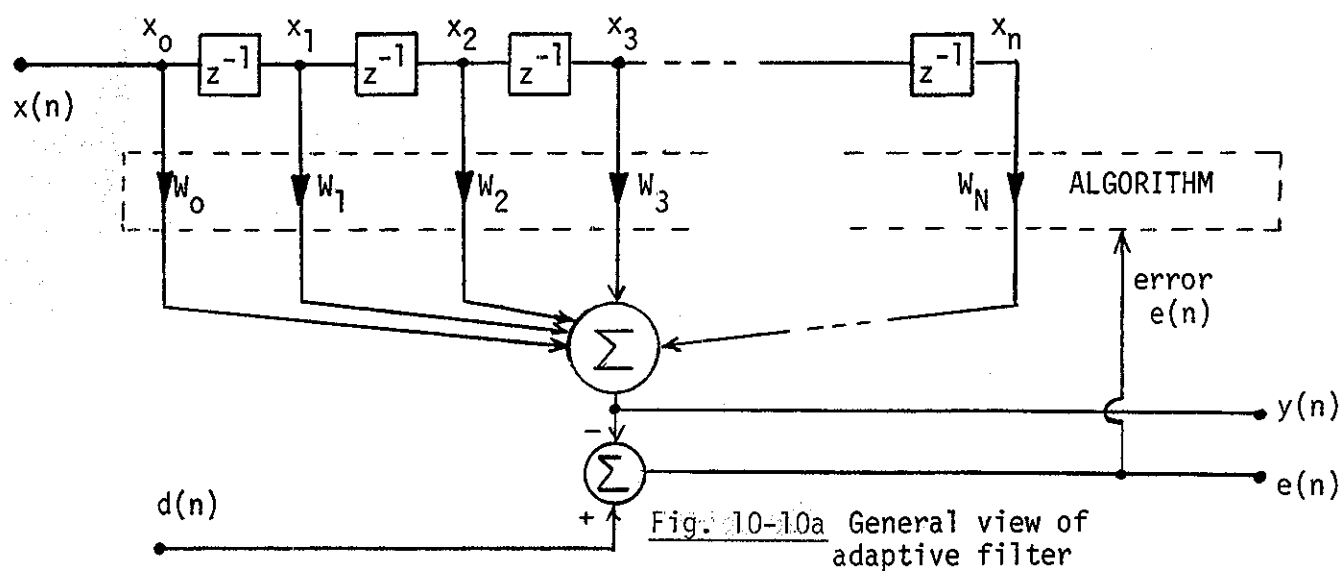 x₀ x₁ x₂ x₃ xₙ
z⁻¹ z⁻¹ z⁻¹ z⁻¹
x(n)
W₀ W₁ W₂ W₃ W_N ALGORITHM
error
e(n)
Σ
y(n)
−
Σ
e(n)
d(n)
+
Fig. 10-10a General view of
adaptive filter